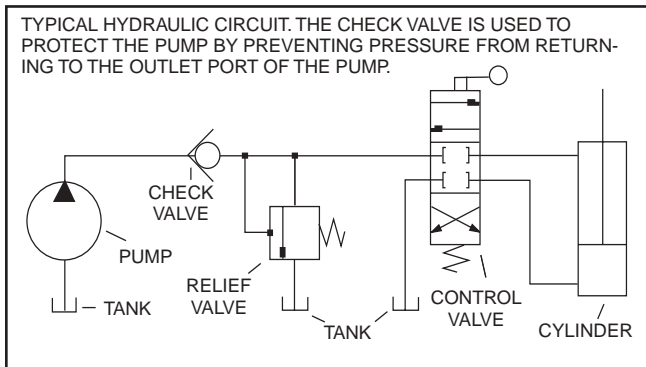 TYPICAL HYDRAULIC CIRCUIT. THE CHECK VALVE IS USED TO
PROTECT THE PUMP BY PREVENTING PRESSURE FROM RETURN-
ING TO THE OUTLET PORT OF THE PUMP.
CHECK
VALVE
PUMP
TANK
RELIEF
VALVE
TANK
CONTROL
VALVE
CYLINDER